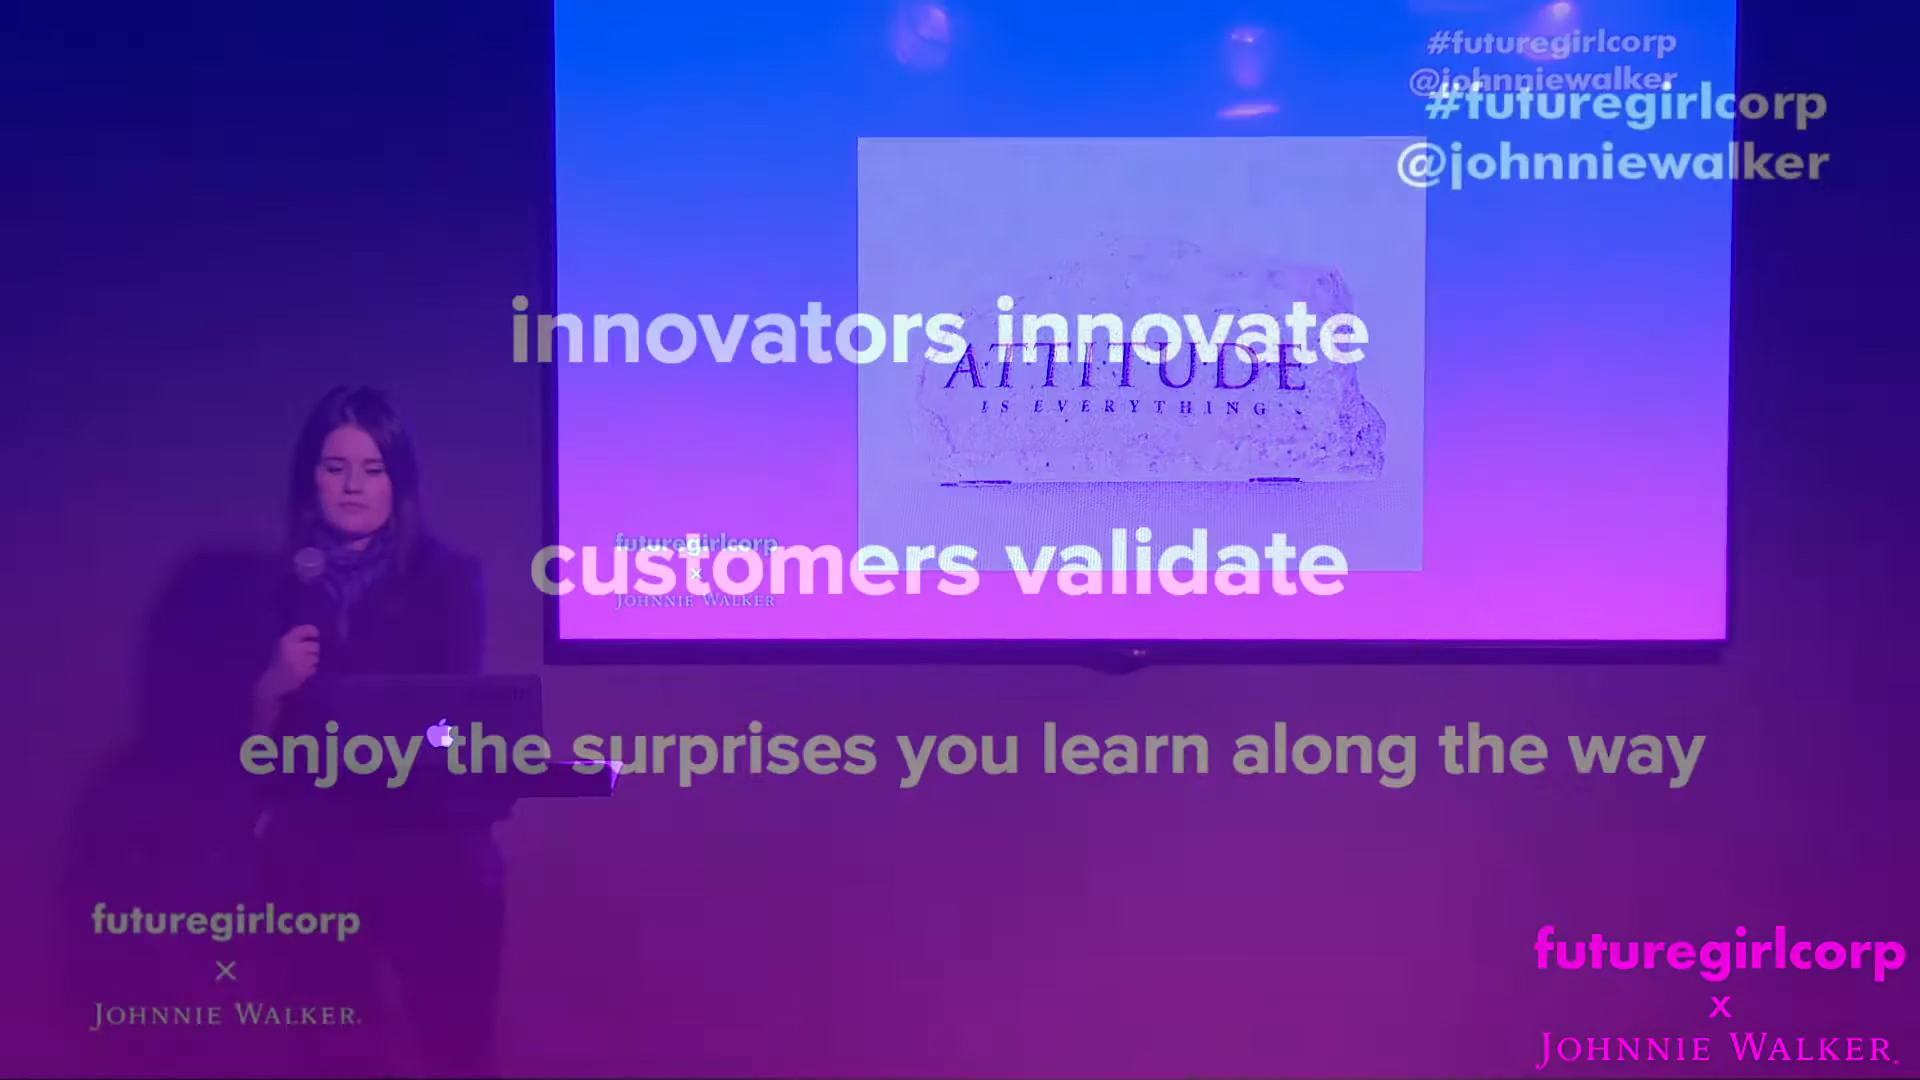 #futuregirlcorp
@johnniewalker
#futuregirlcorp
@johnniewalker
innovators innovate
ATTITUDE
IS EVERYTHING
futuregirlcorp
x
JOHNNIE WALKER
customers validate
enjoy the surprises you learn along the way
futuregirlcorp
x
JOHNNIE WALKER.
futuregirlcorp
x
JOHNNIE WALKER.